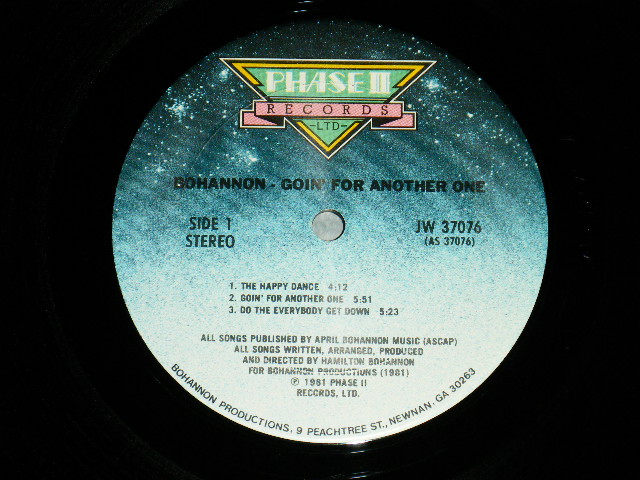 PHASE II
RECORDS
-LTD-
BOHANNON - GOIN' FOR ANOTHER ONE
SIDE 1
STEREO
JW 37076
(AS 37076)
1. THE HAPPY DANCE 4:12
2. GOIN' FOR ANOTHER ONE 5:51
3. DO THE EVERYBODY GET DOWN 5:23
ALL SONGS PUBLISHED BY APRIL BOHANNON MUSIC (ASCAP)
ALL SONGS WRITTEN, ARRANGED, PRODUCED
AND DIRECTED BY HAMILTON BOHANNON
FOR BOHANNON PRODUCTIONS (1981)
℗ 1981 PHASE II
RECORDS, LTD.
BOHANNON PRODUCTIONS, 9 PEACHTREE ST., NEWNAN, GA 30263